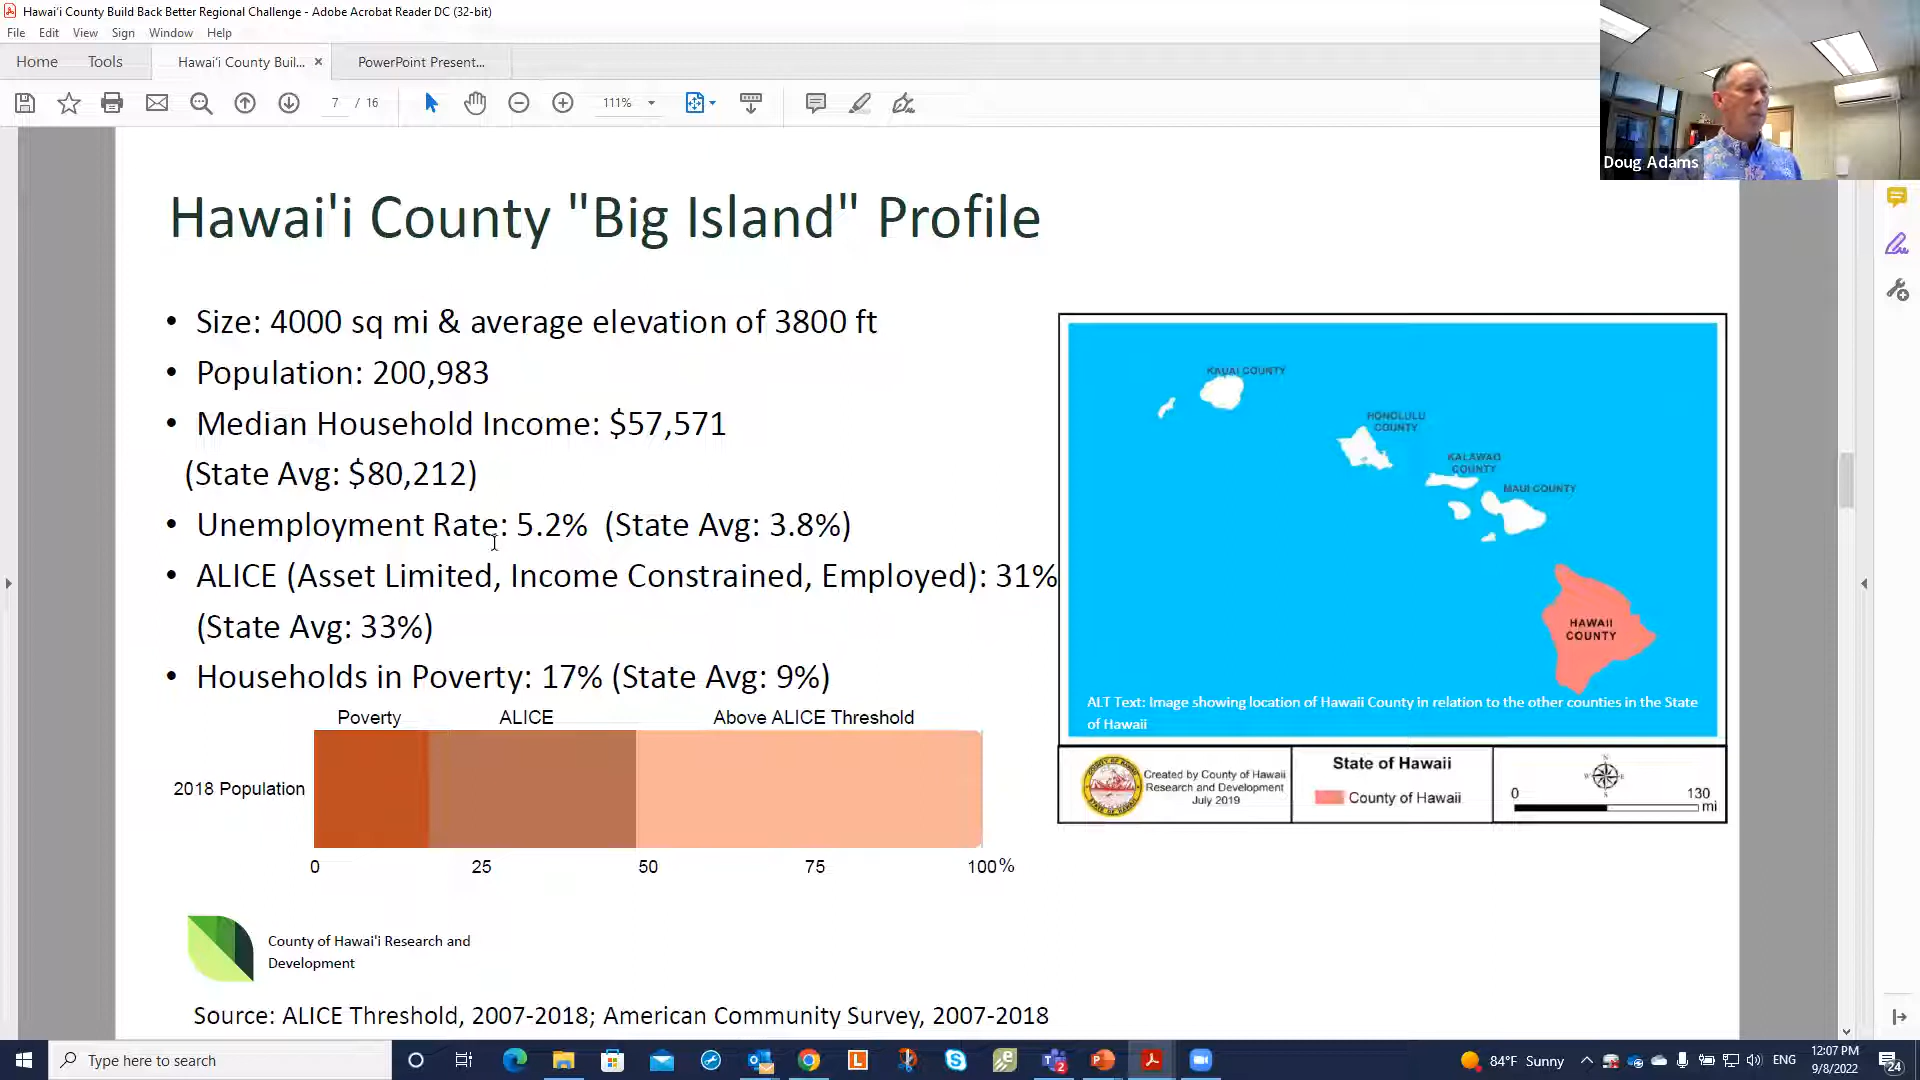 Hawai'i County Build Back Better Regional Challenge - Adobe Acrobat Reader DC (32-bit)
File Edit View Sign Window Help
Home Tools Hawai'i County Buil... × PowerPoint Present...
7 / 16 111%
Doug Adams
Hawai'i County "Big Island" Profile
• Size: 4000 sq mi & average elevation of 3800 ft
• Population: 200,983
• Median Household Income: $57,571
(State Avg: $80,212)
• Unemployment Rate: 5.2% (State Avg: 3.8%)
• ALICE (Asset Limited, Income Constrained, Employed): 31%
(State Avg: 33%)
• Households in Poverty: 17% (State Avg: 9%)
Poverty ALICE Above ALICE Threshold
2018 Population
0 25 50 75 100%
KAUAI COUNTY
HONOLULU
COUNTY
KALAWAO
COUNTY
MAUI COUNTY
HAWAII
COUNTY
ALT Text: Image showing location of Hawaii County in relation to the other counties in the State
of Hawaii
Created by County of Hawaii
Research and Development
July 2019
State of Hawaii
County of Hawaii
N
W E
S
0 130
mi
County of Hawai'i Research and
Development
Source: ALICE Threshold, 2007-2018; American Community Survey, 2007-2018
Type here to search
84°F Sunny
ENG
12:07 PM
9/8/2022
24